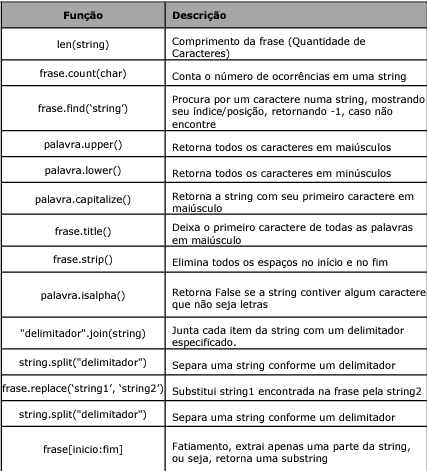 Função Descrição
len(string) Comprimento da frase (Quantidade de
Caracteres)
frase.count(char) Conta o número de ocorrências em uma string
frase.find(‘string’) Procura por um caractere numa string, mostrando
seu índice/posição, retornando -1, caso não
encontre
palavra.upper() Retorna todos os caracteres em maiúsculos
palavra.lower() Retorna todos os caracteres em minúsculos
palavra.capitalize() Retorna a string com seu primeiro caractere em
maiúsculo
frase.title() Deixa o primeiro caractere de todas as palavras
em maiúsculo
frase.strip() Elimina todos os espaços no início e no fim
palavra.isalpha() Retorna False se a string contiver algum caractere
que não seja letras
"delimitador".join(string) Junta cada item da string com um delimitador
especificado.
string.split("delimitador") Separa uma string conforme um delimitador
frase.replace(‘string1’, ‘string2’) Substitui string1 encontrada na frase pela string2
string.split("delimitador") Separa uma string conforme um delimitador
frase[inicio:fim] Fatiamento, extrai apenas uma parte da string,
ou seja, retorna uma substring